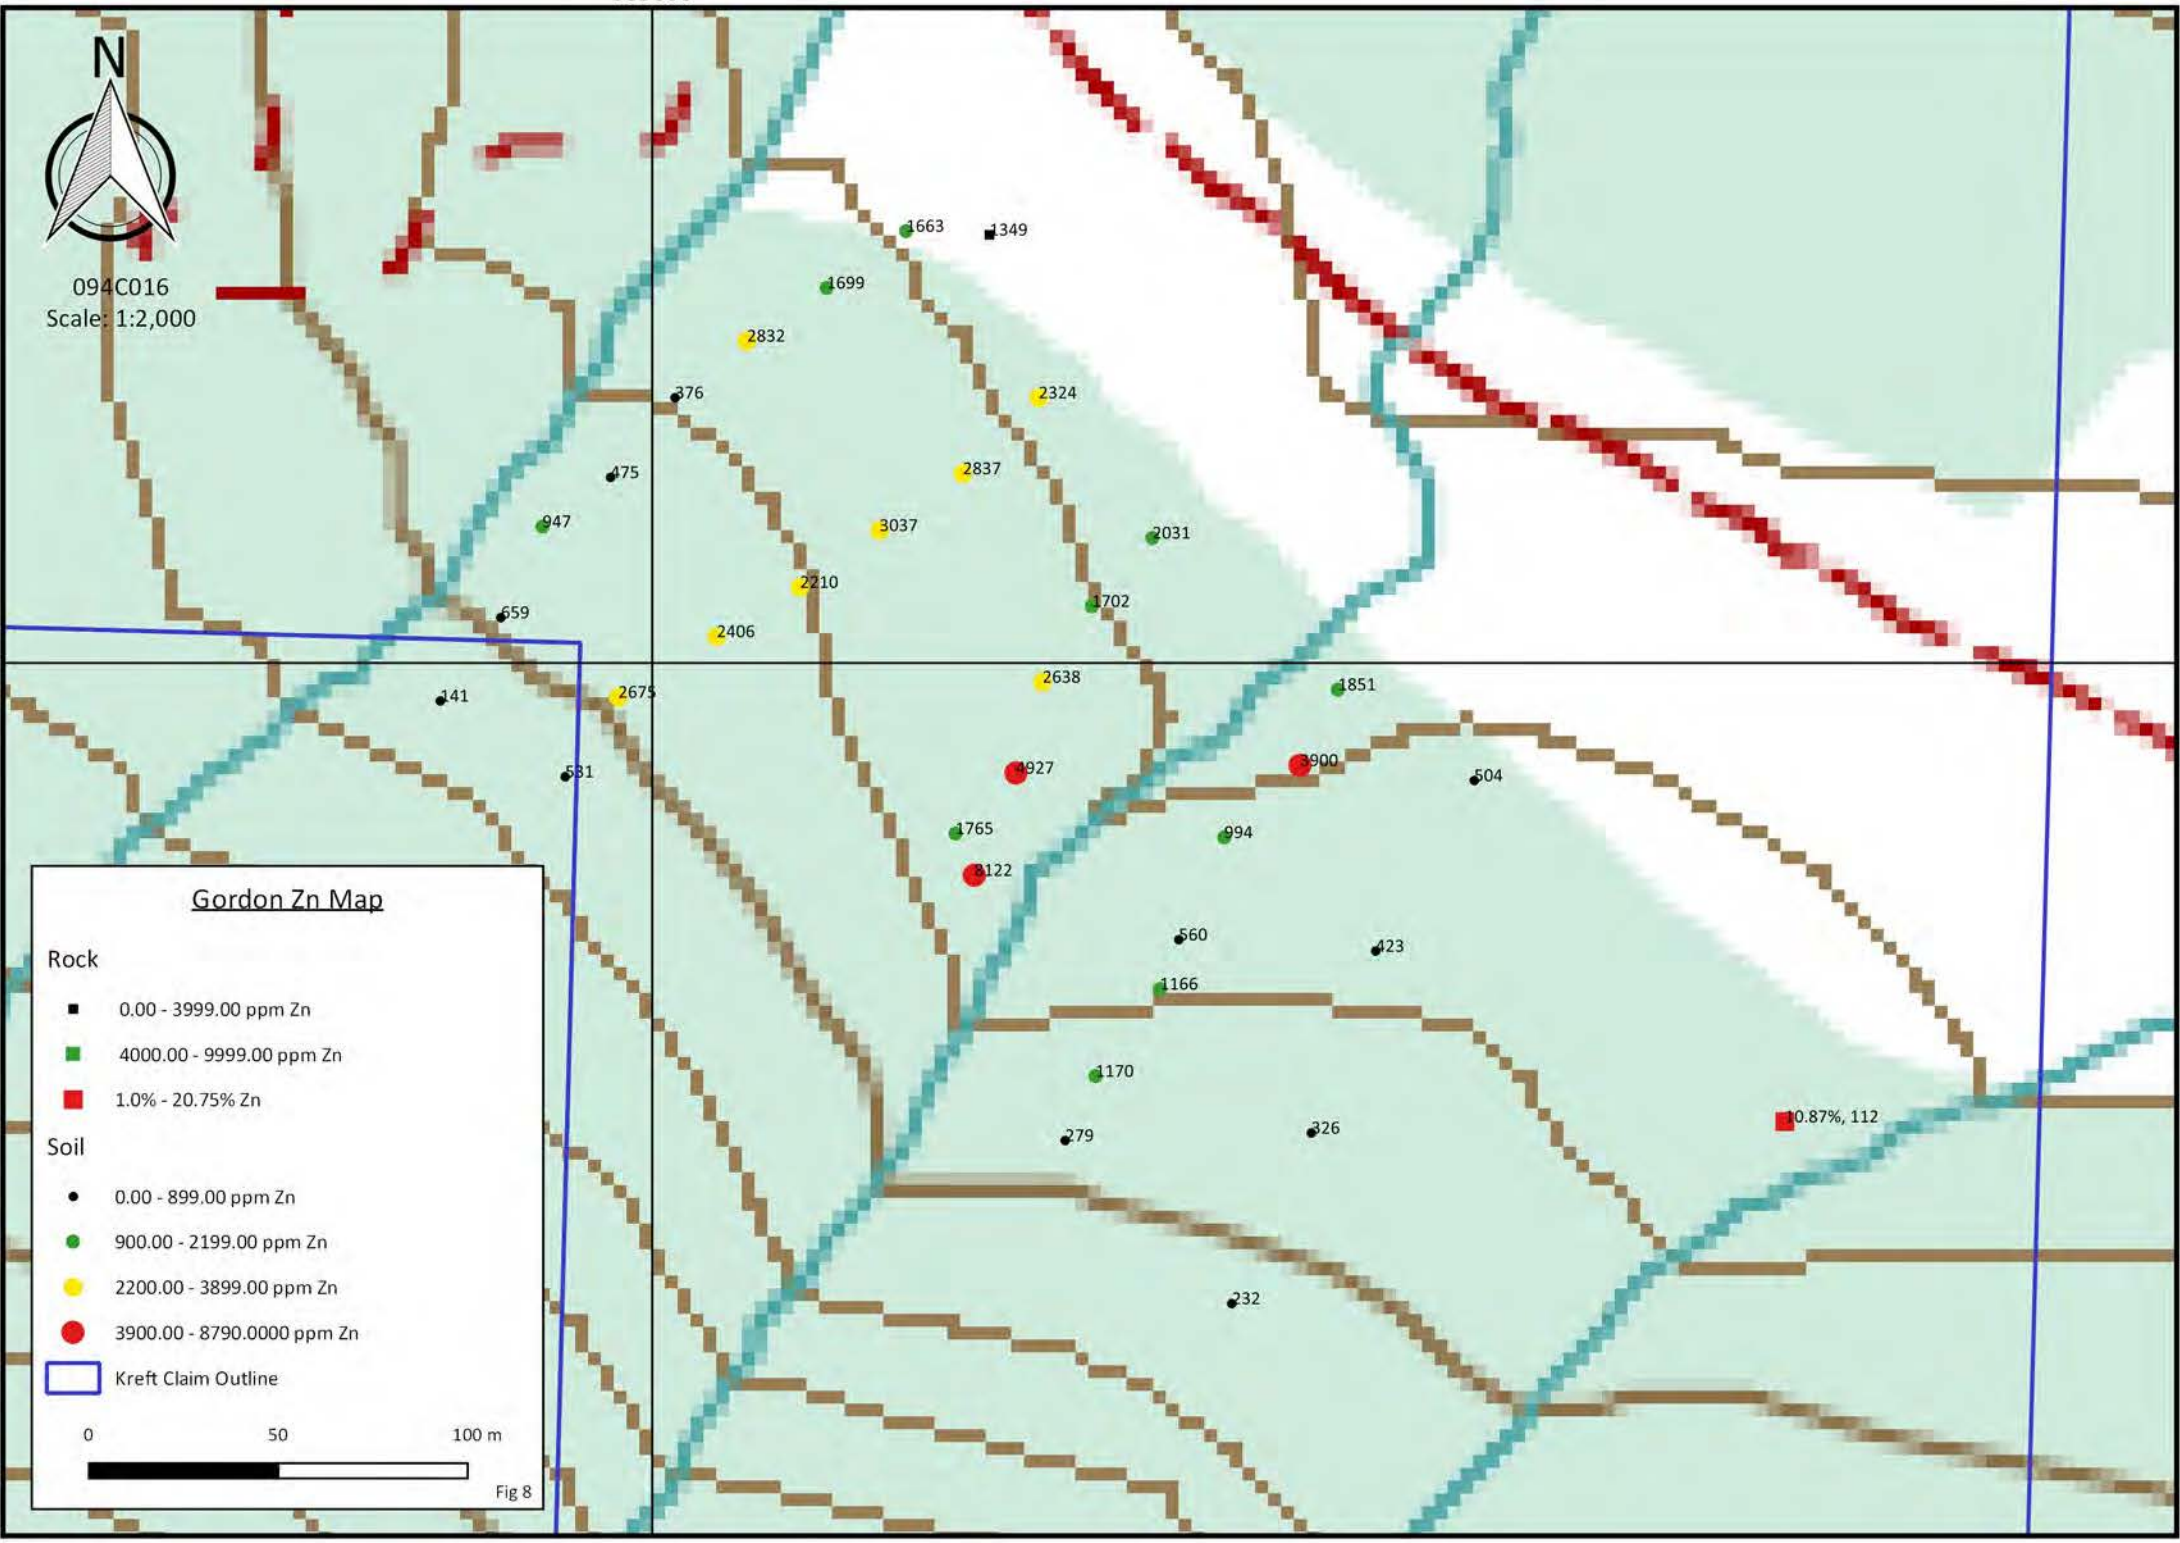 N
094C016
Scale: 1:2,000
1663
1349
1699
2832
376
2324
475
2837
947
3037
2031
2210
1702
659
2406
141
2675
2638
1851
531
4927
3900
504
1765
994
8122
560
423
1166
1170
279
326
10.87%, 112
232
Gordon Zn Map
Rock
0.00 - 3999.00 ppm Zn
4000.00 - 9999.00 ppm Zn
1.0% - 20.75% Zn
Soil
0.00 - 899.00 ppm Zn
900.00 - 2199.00 ppm Zn
2200.00 - 3899.00 ppm Zn
3900.00 - 8790.0000 ppm Zn
Kreft Claim Outline
0 50 100 m
Fig 8